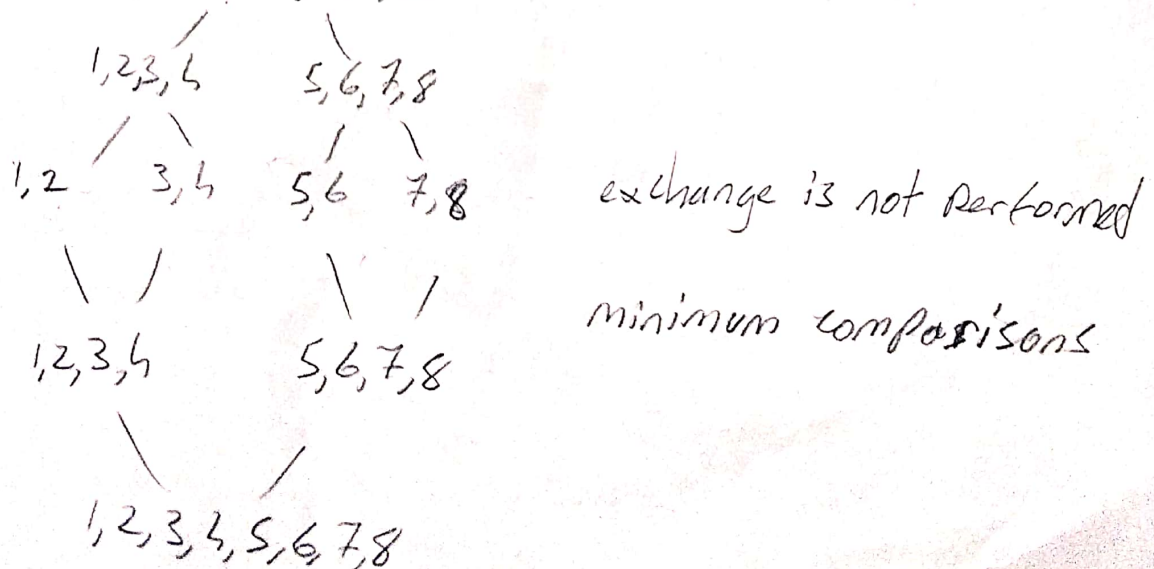 1,2,3,4 5,6,7,8
1,2 3,4 5,6 7,8
exchange is not performed
minimum comparisons
1,2,3,4 5,6,7,8
1,2,3,4,5,6,7,8